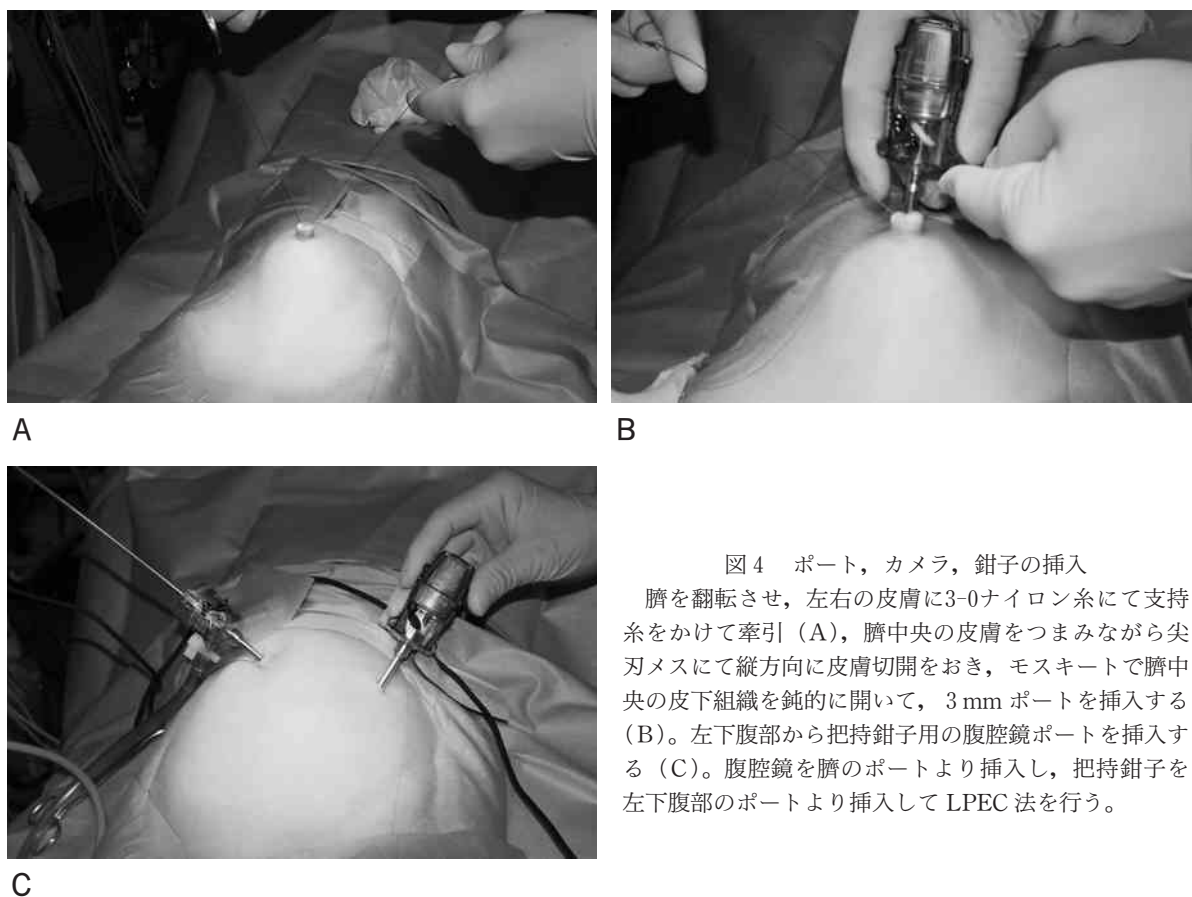 A
B
C
図4　ポート，カメラ，鉗子の挿入
臍を翻転させ，左右の皮膚に3-0ナイロン糸にて支持
糸をかけて牽引（A），臍中央の皮膚をつまみながら尖
刃メスにて縦方向に皮膚切開をおき，モスキートで臍中
央の皮下組織を鈍的に開いて，3 mm ポートを挿入する
（B）。左下腹部から把持鉗子用の腹腔鏡ポートを挿入す
る（C）。腹腔鏡を臍のポートより挿入し，把持鉗子を
左下腹部のポートより挿入して LPEC 法を行う。